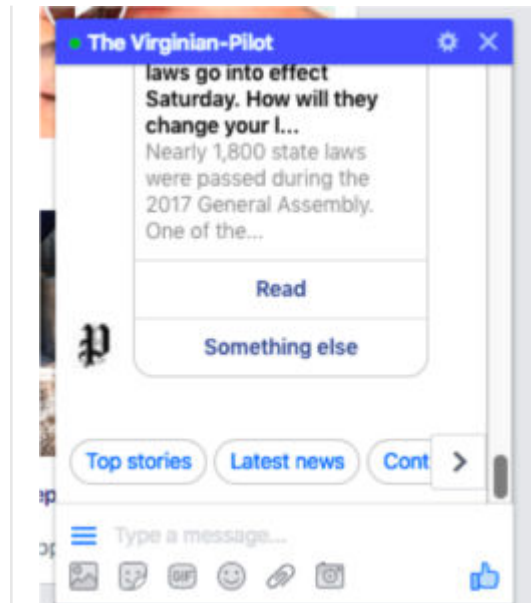 The Virginian-Pilot
laws go into effect
Saturday. How will they
change your l...
Nearly 1,800 state laws
were passed during the
2017 General Assembly.
One of the...
Read
Something else
Top stories
Latest news
Cont
Type a message...
GIF